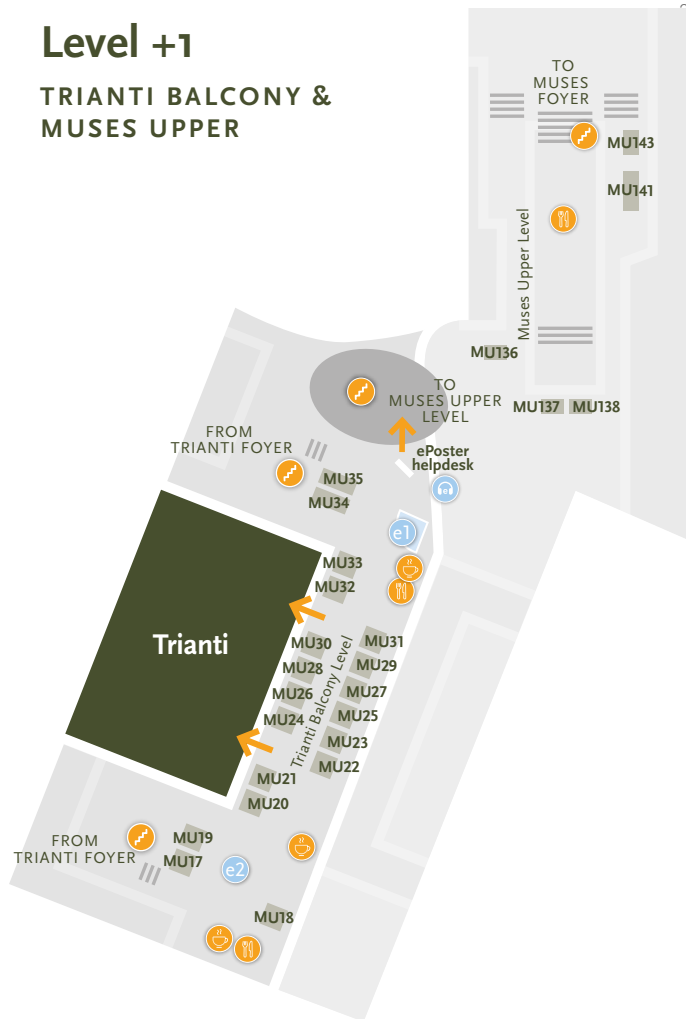 Level +1
TRIANTI BALCONY &
MUSES UPPER
TO
MUSES
FOYER
MU143
MU141
Muses Upper Level
MU136
TO
MUSES UPPER
LEVEL
MU137
MU138
FROM
TRIANTI FOYER
ePoster
helpdesk
e
MU35
MU34
e1
MU33
MU32
Trianti
MU30
MU31
MU28
MU29
MU26
MU27
MU24
MU25
Trianti Balcony Level
MU23
MU22
MU21
MU20
FROM
TRIANTI FOYER
MU19
MU17
e2
MU18